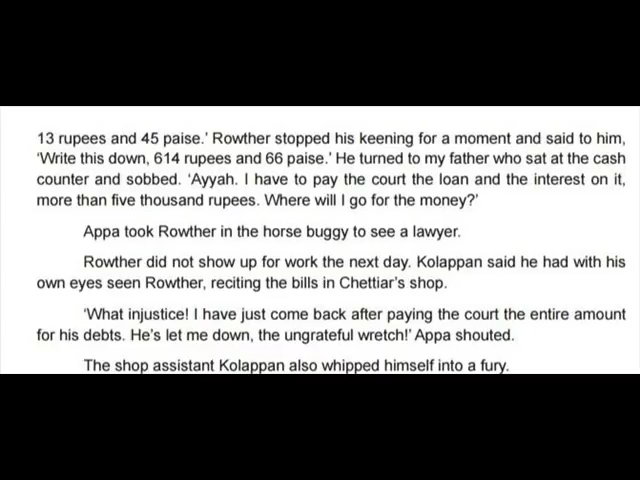 13 rupees and 45 paise.’ Rowther stopped his keening for a moment and said to him,
‘Write this down, 614 rupees and 66 paise.’ He turned to my father who sat at the cash
counter and sobbed. ‘Ayyah. I have to pay the court the loan and the interest on it,
more than five thousand rupees. Where will I go for the money?’
Appa took Rowther in the horse buggy to see a lawyer.
Rowther did not show up for work the next day. Kolappan said he had with his
own eyes seen Rowther, reciting the bills in Chettiar’s shop.
‘What injustice! I have just come back after paying the court the entire amount
for his debts. He’s let me down, the ungrateful wretch!’ Appa shouted.
The shop assistant Kolappan also whipped himself into a fury.